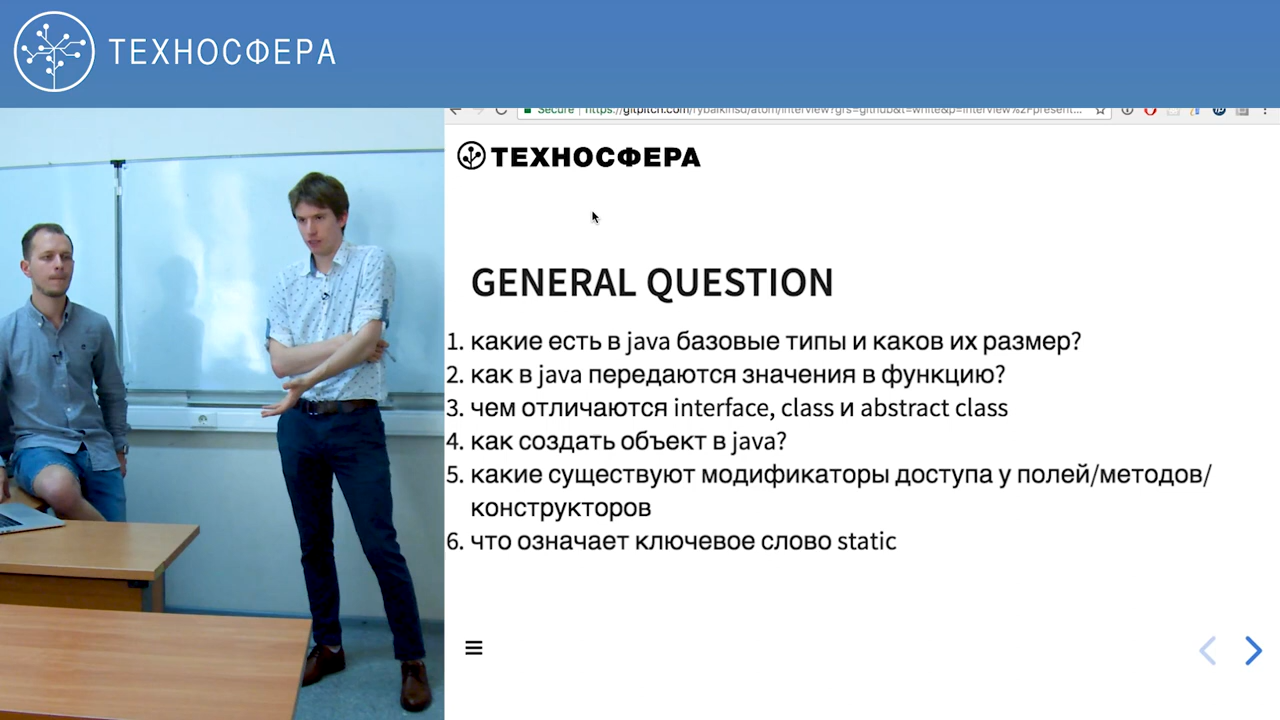 ТЕХНОСФЕРА
Secure
ТЕХНОСФЕРА
GENERAL QUESTION
1. какие есть в java базовые типы и каков их размер?
2. как в java передаются значения в функцию?
3. чем отличаются interface, class и abstract class
4. как создать объект в java?
5. какие существуют модификаторы доступа у полей/методов/
конструкторов
6. что означает ключевое слово static